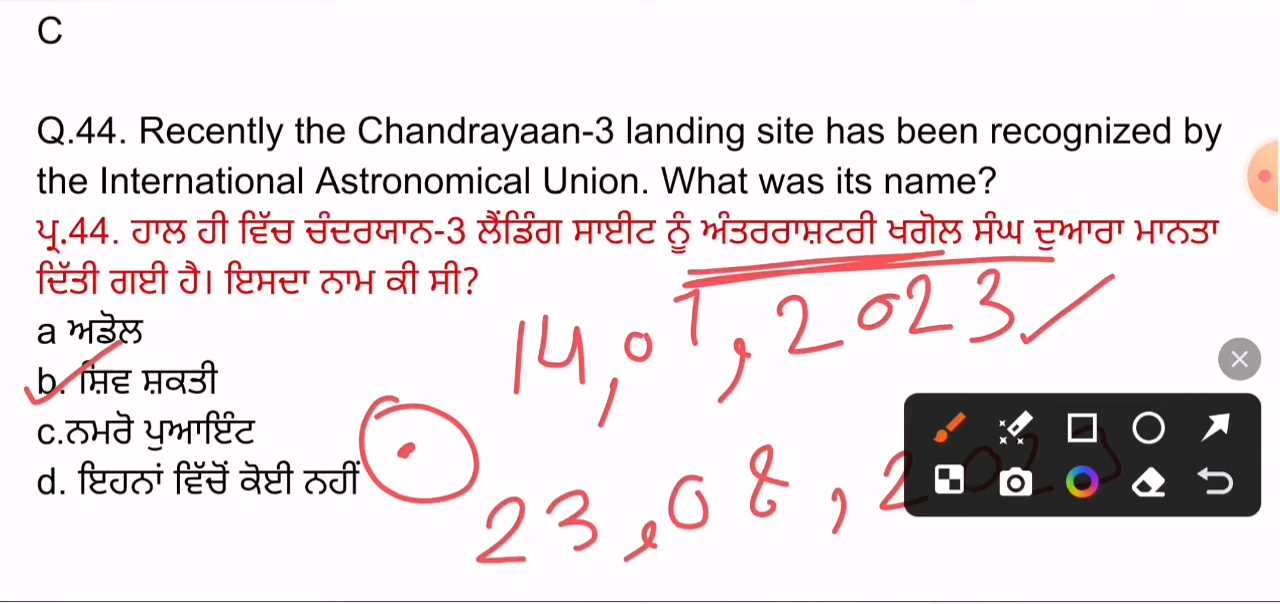 C
Q.44. Recently the Chandrayaan-3 landing site has been recognized by
the International Astronomical Union. What was its name?
ਪ੍ਰ.44. ਹਾਲ ਹੀ ਵਿੱਚ ਚੰਦਰਯਾਨ-3 ਲੈਂਡਿੰਗ ਸਾਈਟ ਨੂੰ ਅੰਤਰਰਾਸ਼ਟਰੀ ਖਗੋਲ ਸੰਘ ਦੁਆਰਾ ਮਾਨਤਾ
ਦਿੱਤੀ ਗਈ ਹੈ। ਇਸਦਾ ਨਾਮ ਕੀ ਸੀ?
a ਅਡੋਲ
14,07,2023
b. ਸ਼ਿਵ ਸ਼ਕਤੀ
c.ਨਮਰੋ ਪੁਆਇੰਟ
d. ਇਹਨਾਂ ਵਿੱਚੋਂ ਕੋਈ ਨਹੀਂ
23,08,2023